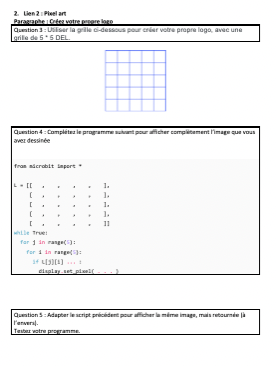 2. Lien 2 : Pixel art
Paragraphe : Créez votre propre logo
Question 3 : Utiliser la grille ci-dessous pour créer votre propre logo, avec une
grille de 5 * 5 DEL.
Question 4 : Complétez le programme suivant pour afficher complètement l'image que vous
avez dessinée
from microbit import *
L = [[ , , , , ],
[ , , , , ],
[ , , , , ],
[ , , , , ],
[ , , , , ]]
while True:
for j in range(5):
for i in range(5):
if L[j][i] ... :
display.set_pixel( . . . )
Question 5 : Adapter le script précédent pour afficher la même image, mais retournée (à
l'envers).
Testez votre programme.